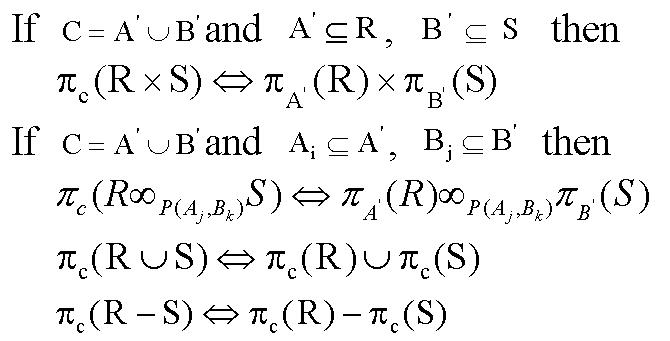 If C = A' ∪ B' and A' ⊆ R , B' ⊆ S then
π_c(R × S) ⇔ π_A'(R) × π_B'(S)
If C = A' ∪ B' and A_i ⊆ A', B_j ⊆ B' then
π_c(R∞_P(A_j,B_k)S) ⇔ π_A'(R)∞_P(A_j,B_k)π_B'(S)
π_c(R ∪ S) ⇔ π_c(R) ∪ π_c(S)
π_c(R − S) ⇔ π_c(R) − π_c(S)